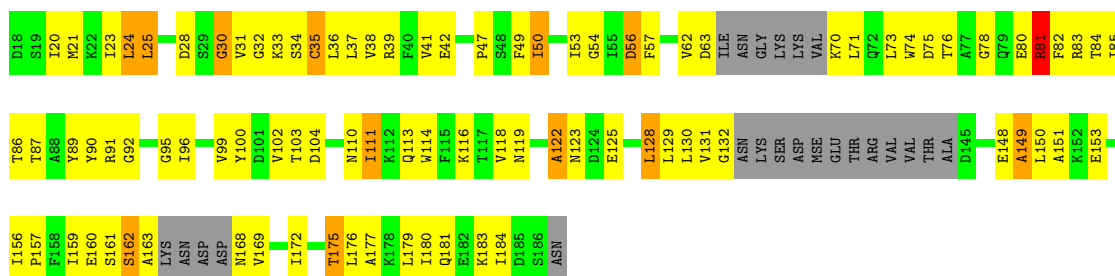 D18 S19 I20 M21 K22 I23 L24 L25 D28 S29 G30 V31 G32 K33 S34 C35 L36 L37 V38 R39 F40 V41 E42 P47 S48 F49 I50 I53 G54 I55 D56 F57 V62 D63 ILE ASN GLY LYS LYS VAL K70 L71 Q72 L73 W74 D75 T76 A77 G78 Q79 E80 R81 F82 R83 T84 I85
T86 T87 A88 Y89 Y90 R91 G92 G95 I96 V99 Y100 D101 V102 T103 D104 N110 I111 K112 Q113 W114 F115 K116 T117 V118 N119 A122 N123 D124 E125 L128 L129 L130 V131 G132 ASN LYS SER ASP MSE GLU THR ARG VAL VAL THR ALA D145 E148 A149 L150 A151 K152 E153
I156 P157 F158 I159 E160 S161 S162 A163 LYS ASN ASP ASP N168 V169 I172 T175 L176 A177 K178 L179 I180 Q181 E182 K183 I184 D185 S186 ASN